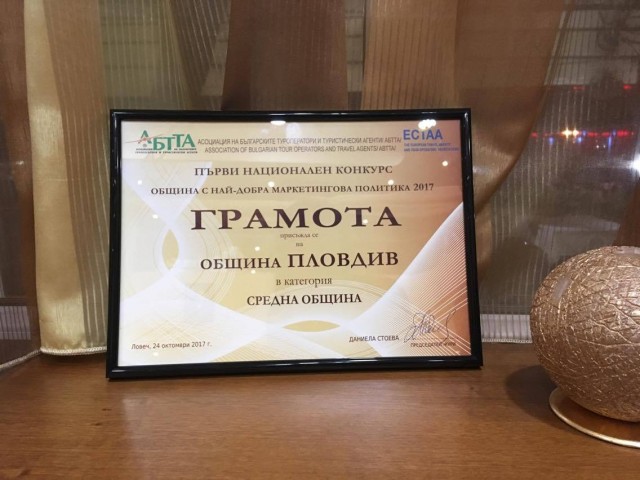 АБТТА
АСОЦИАЦИЯ НА БЪЛГАРСКИТЕ ТУРОПЕРАТОРИ И ТУРИСТИЧЕСКИ АГЕНТИ/АБТТА/
ASSOCIATION OF BULGARIAN TOUR OPERATORS AND TRAVEL AGENTS/ABTTA/
ECTAA
ПЪРВИ НАЦИОНАЛЕН КОНКУРС
ОБЩИНА С НАЙ-ДОБРА МАРКЕТИНГОВА ПОЛИТИКА 2017
ГРАМОТА
присъжда се
на
ОБЩИНА ПЛОВДИВ
в категория
СРЕДНА ОБЩИНА
Ловеч, 24 октомври 2017 г.
ДАНИЕЛА СТОЕВА
ПРЕДСЕДАТЕЛ